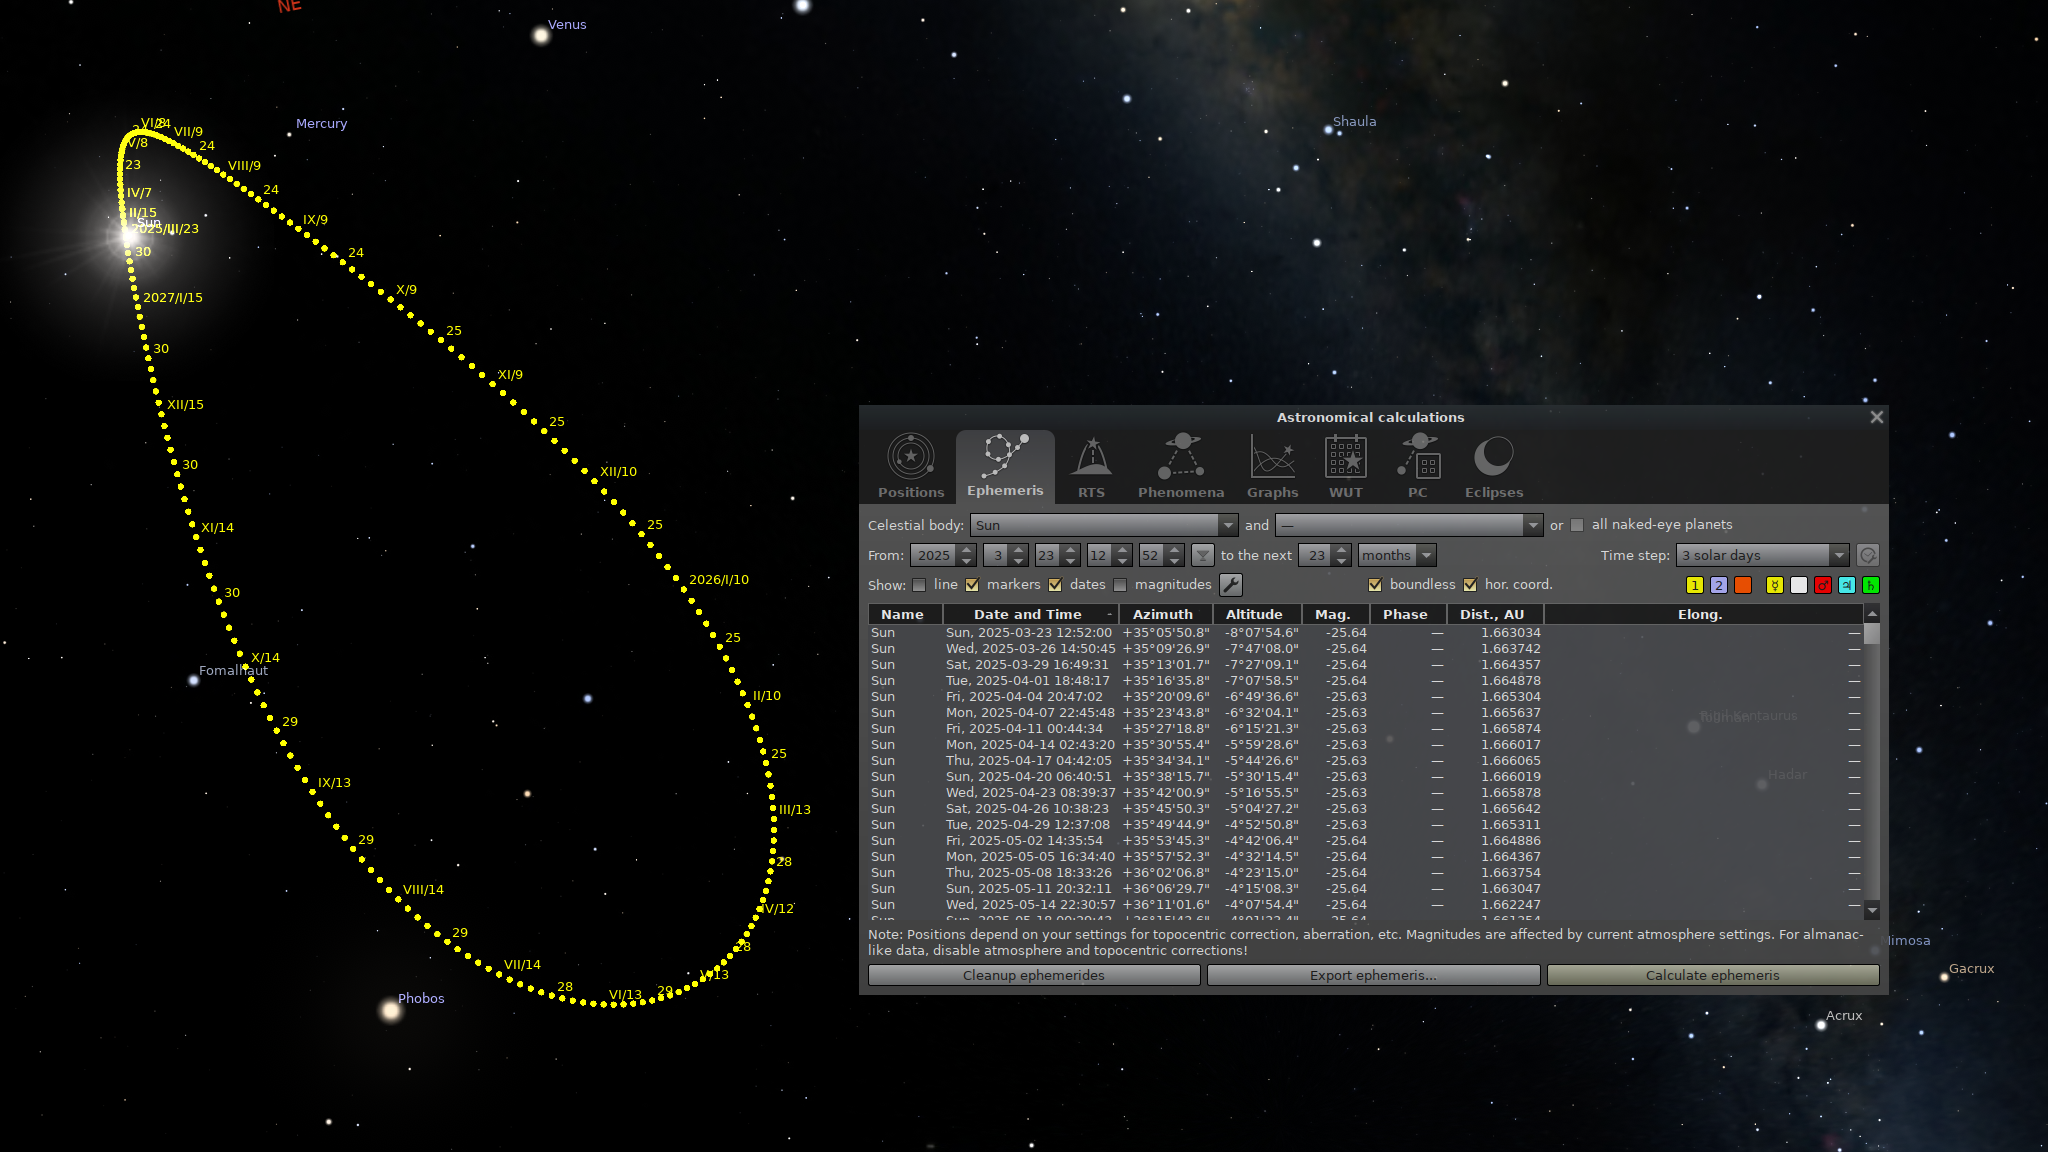 NE
Venus
Mercury
Shaula
VI/8
24
VII/9
V/8
24
23
VIII/9
IV/7
24
II/15
IX/9
Sun
2025/III/23
30
24
2027/I/15
X/9
25
30
XI/9
XII/15
25
30
XII/10
XI/14
25
30
2026/I/10
25
X/14
Fomalhaut
II/10
29
25
IX/13
III/13
29
28
VIII/14
IV/12
29
28
VII/14
V/13
28
VI/13
29
Phobos
Astronomical calculations
Positions Ephemeris RTS Phenomena Graphs WUT PC Eclipses
Celestial body: Sun and — or all naked-eye planets
From: 2025 3 23 12 52 to the next 23 months Time step: 3 solar days
Show: line markers dates magnitudes boundless hor. coord. 1 2 ☿ ♂ ♃ ♄
Name Date and Time Azimuth Altitude Mag. Phase Dist., AU Elong.
Sun Sun, 2025-03-23 12:52:00 +35°05'50.8" -8°07'54.6" -25.64 — 1.663034 —
Sun Wed, 2025-03-26 14:50:45 +35°09'26.9" -7°47'08.0" -25.64 — 1.663742 —
Sun Sat, 2025-03-29 16:49:31 +35°13'01.7" -7°27'09.1" -25.64 — 1.664357 —
Sun Tue, 2025-04-01 18:48:17 +35°16'35.8" -7°07'58.5" -25.64 — 1.664878 —
Sun Fri, 2025-04-04 20:47:02 +35°20'09.6" -6°49'36.6" -25.63 — 1.665304 —
Sun Mon, 2025-04-07 22:45:48 +35°23'43.8" -6°32'04.1" -25.63 — 1.665637 —
Sun Fri, 2025-04-11 00:44:34 +35°27'18.8" -6°15'21.3" -25.63 — 1.665874 —
Sun Mon, 2025-04-14 02:43:20 +35°30'55.4" -5°59'28.6" -25.63 — 1.666017 —
Sun Thu, 2025-04-17 04:42:05 +35°34'34.1" -5°44'26.6" -25.63 — 1.666065 —
Sun Sun, 2025-04-20 06:40:51 +35°38'15.7" -5°30'15.4" -25.63 — 1.666019 —
Sun Wed, 2025-04-23 08:39:37 +35°42'00.9" -5°16'55.5" -25.63 — 1.665878 —
Sun Sat, 2025-04-26 10:38:23 +35°45'50.3" -5°04'27.2" -25.63 — 1.665642 —
Sun Tue, 2025-04-29 12:37:08 +35°49'44.9" -4°52'50.8" -25.63 — 1.665311 —
Sun Fri, 2025-05-02 14:35:54 +35°53'45.3" -4°42'06.4" -25.64 — 1.664886 —
Sun Mon, 2025-05-05 16:34:40 +35°57'52.3" -4°32'14.5" -25.64 — 1.664367 —
Sun Thu, 2025-05-08 18:33:26 +36°02'06.8" -4°23'15.0" -25.64 — 1.663754 —
Sun Sun, 2025-05-11 20:32:11 +36°06'29.7" -4°15'08.3" -25.64 — 1.663047 —
Sun Wed, 2025-05-14 22:30:57 +36°11'01.6" -4°07'54.4" -25.64 — 1.662247 —
Rigil Kentaurus
Hadar
Note: Positions depend on your settings for topocentric correction, aberration, etc. Magnitudes are affected by current atmosphere settings. For almanac-
like data, disable atmosphere and topocentric corrections!
Cleanup ephemerides Export ephemeris... Calculate ephemeris
Mimosa
Gacrux
Acrux